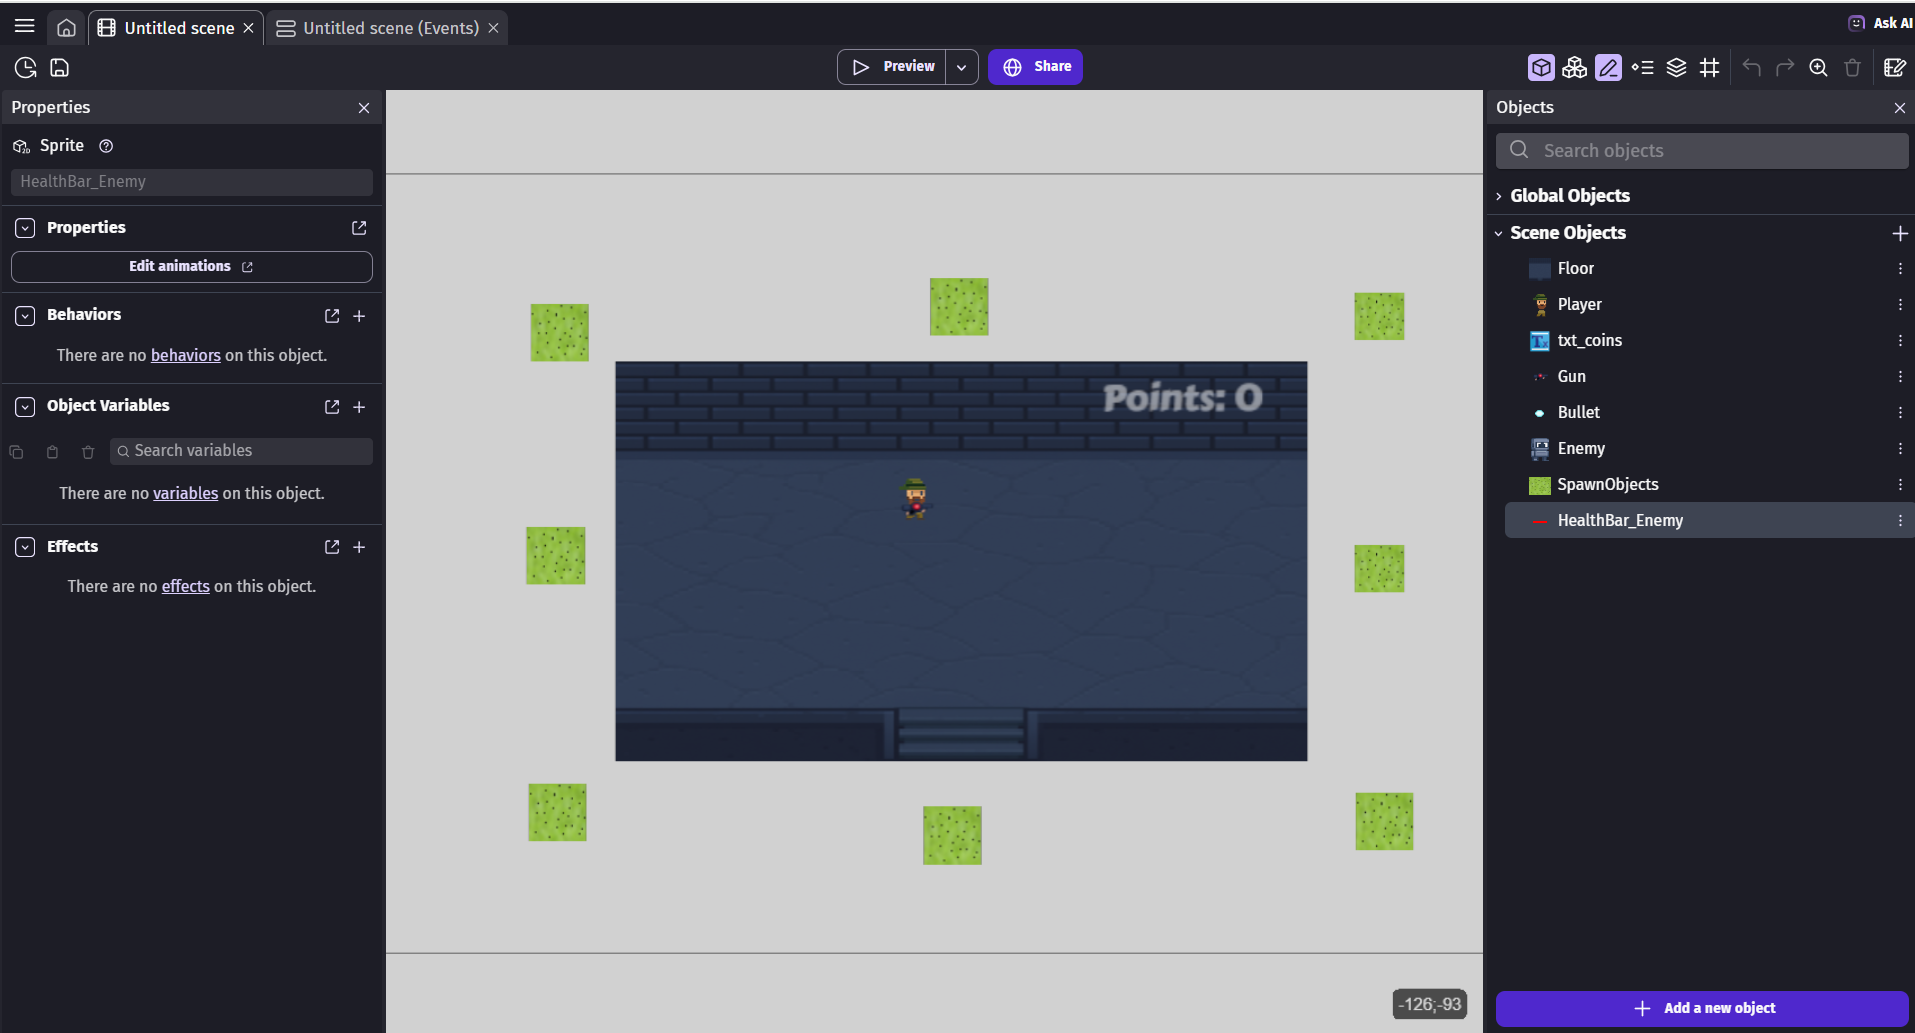 Untitled scene
Untitled scene (Events)
Ask AI
Preview
Share
Properties
Sprite
HealthBar_Enemy
Properties
Edit animations
Behaviors
There are no behaviors on this object.
Object Variables
Search variables
There are no variables on this object.
Effects
There are no effects on this object.
Points: 0
-126;-93
Objects
Search objects
Global Objects
Scene Objects
Floor
Player
txt_coins
Gun
Bullet
Enemy
SpawnObjects
HealthBar_Enemy
Add a new object